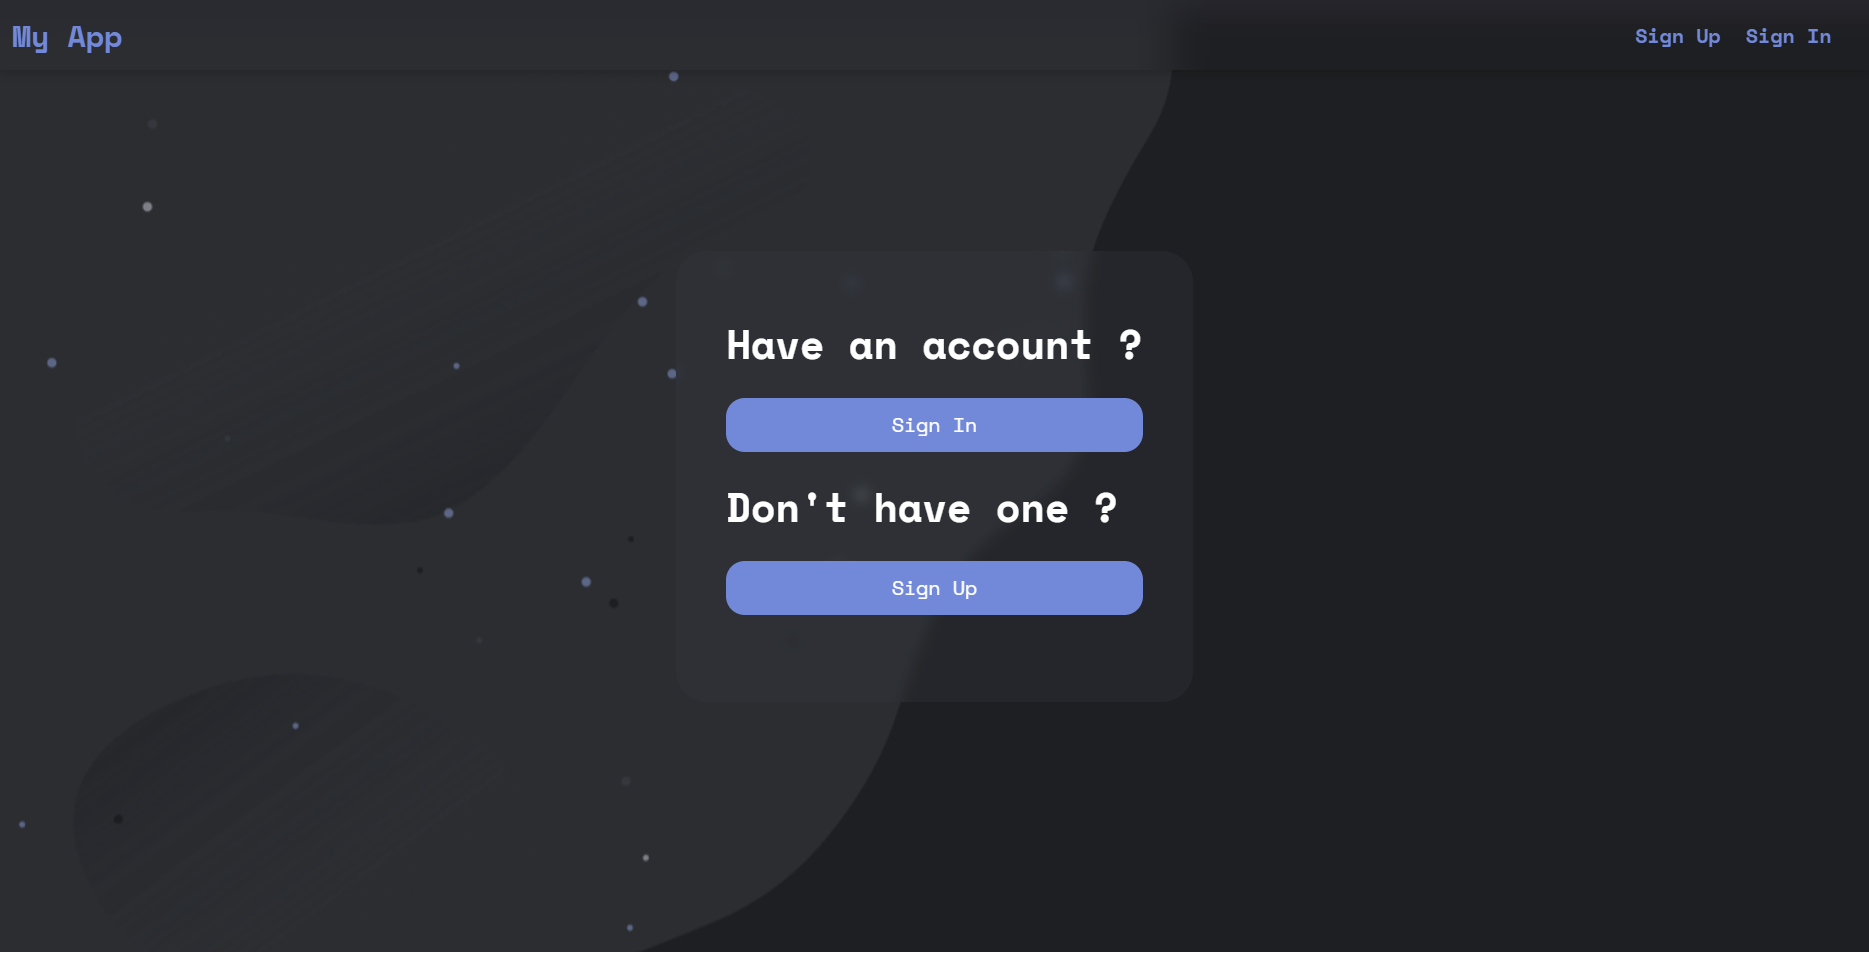 My App
Sign Up Sign In
Have an account ?
Sign In
Don't have one ?
Sign Up